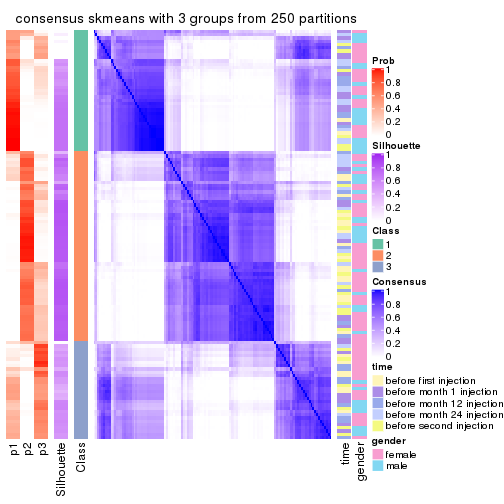 consensus skmeans with 3 groups from 250 partitions
Prob
1
0.8
0.6
0.4
0.2
0
Silhouette
1
0.8
0.6
0.4
0.2
0
Class
1
2
3
Consensus
1
0.8
0.6
0.4
0.2
0
time
before first injection
before month 1 injection
before month 12 injection
before month 24 injection
before second injection
gender
female
male
p1
p2
p3
Silhouette
Class
time
gender